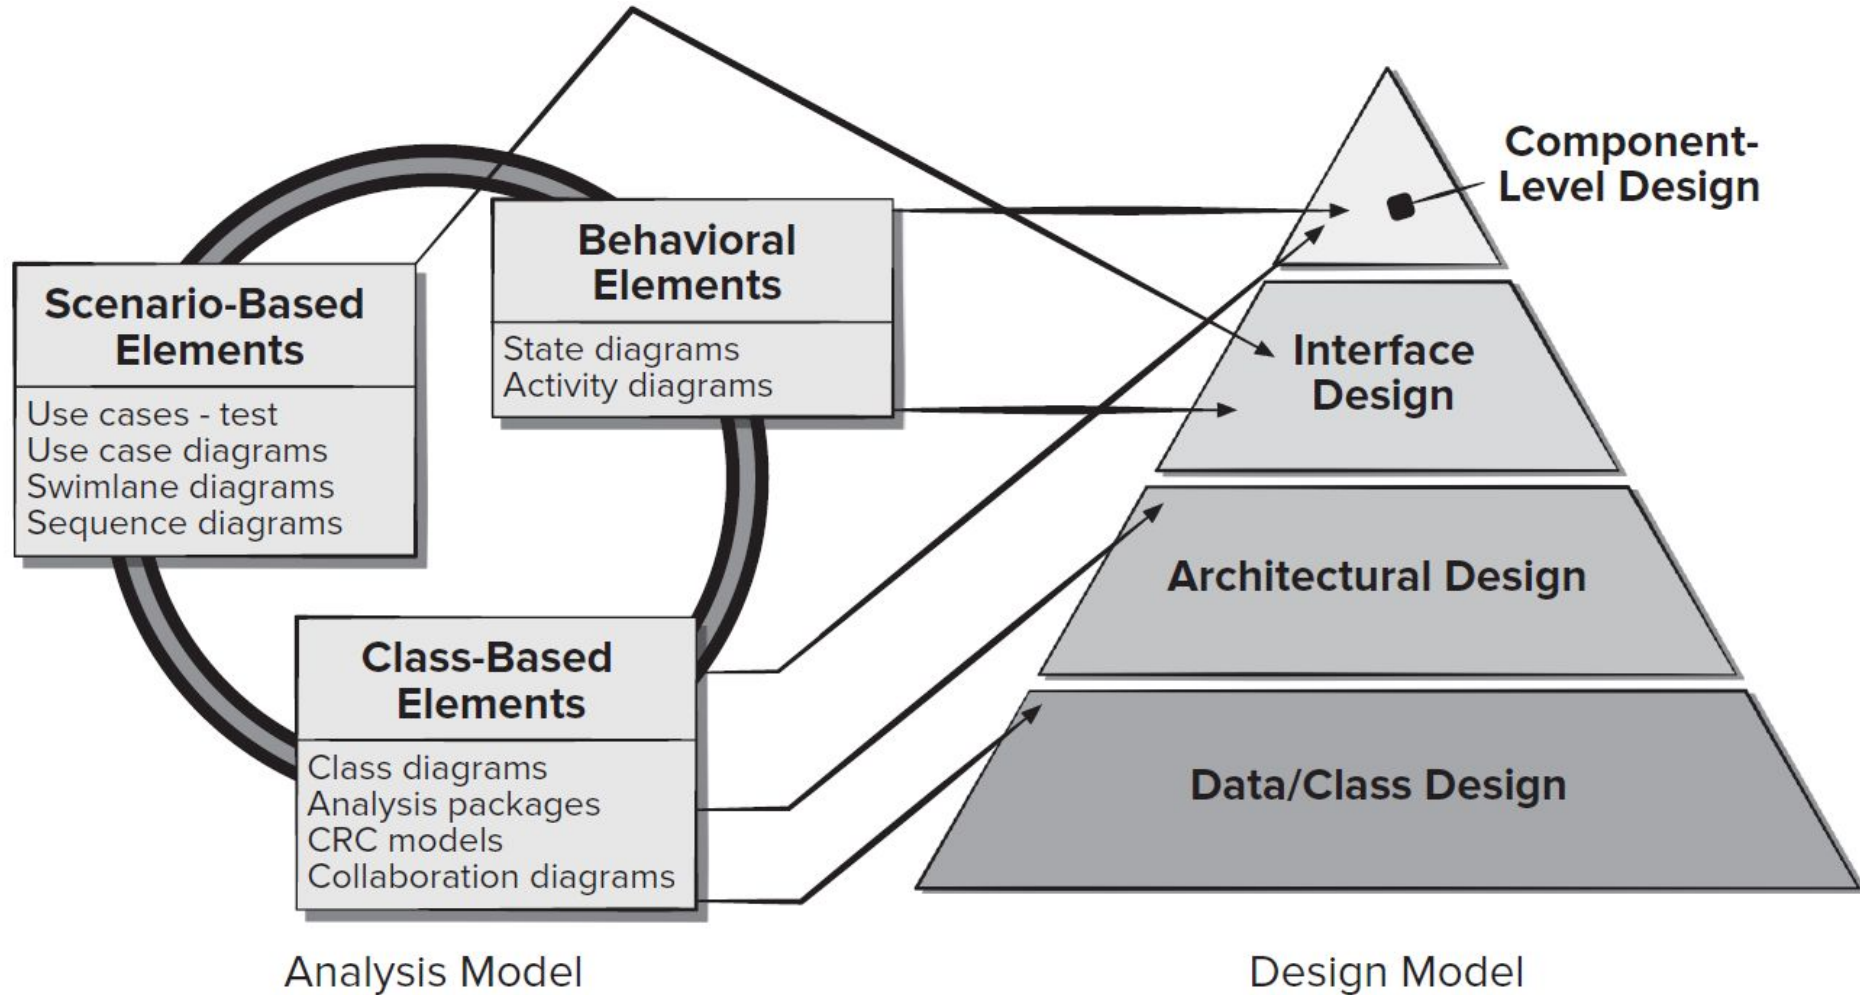 Scenario-Based
Elements
Use cases - test
Use case diagrams
Swimlane diagrams
Sequence diagrams
Behavioral
Elements
State diagrams
Activity diagrams
Class-Based
Elements
Class diagrams
Analysis packages
CRC models
Collaboration diagrams
Analysis Model
Component-
Level Design
Interface
Design
Architectural Design
Data/Class Design
Design Model